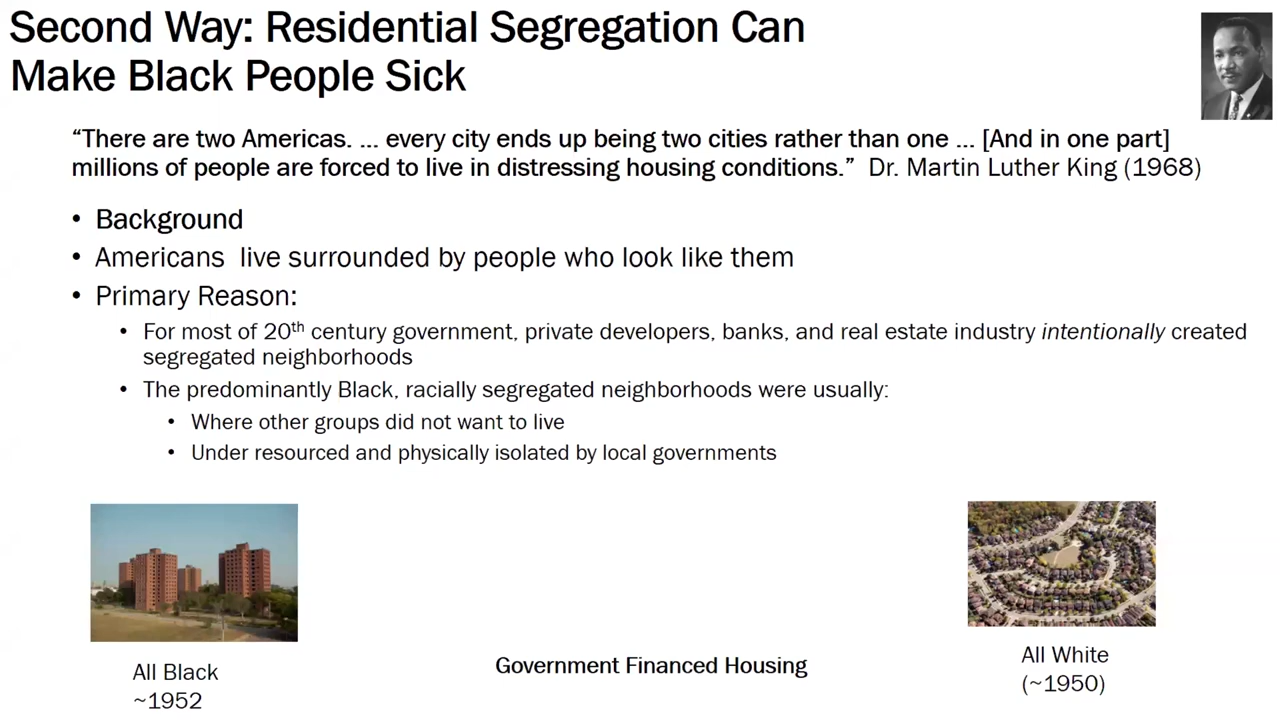 Second Way: Residential Segregation Can
Make Black People Sick
“There are two Americas. ... every city ends up being two cities rather than one ... [And in one part]
millions of people are forced to live in distressing housing conditions.”  Dr. Martin Luther King (1968)
• Background
• Americans  live surrounded by people who look like them
• Primary Reason:
• For most of 20th century government, private developers, banks, and real estate industry intentionally created
segregated neighborhoods
• The predominantly Black, racially segregated neighborhoods were usually:
• Where other groups did not want to live
• Under resourced and physically isolated by local governments
All Black
~1952
Government Financed Housing
All White
(~1950)